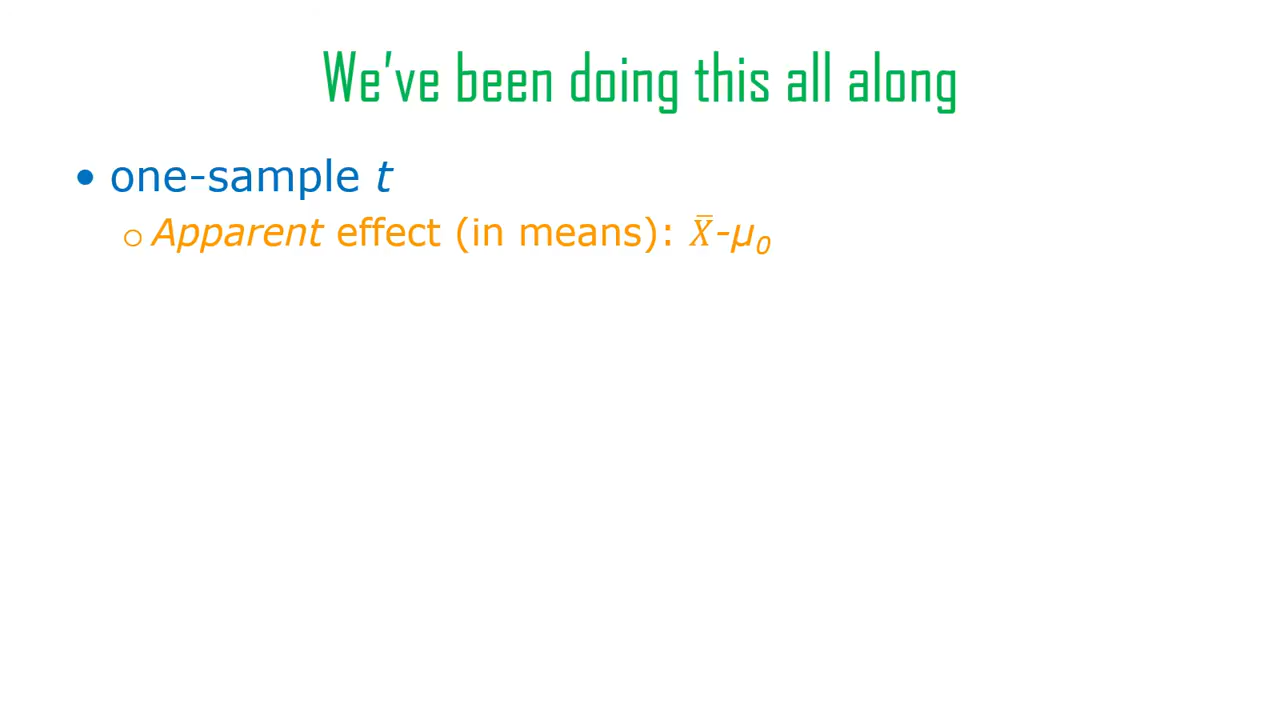 We've been doing this all along
• one-sample t
○ Apparent effect (in means): X̄-μ₀